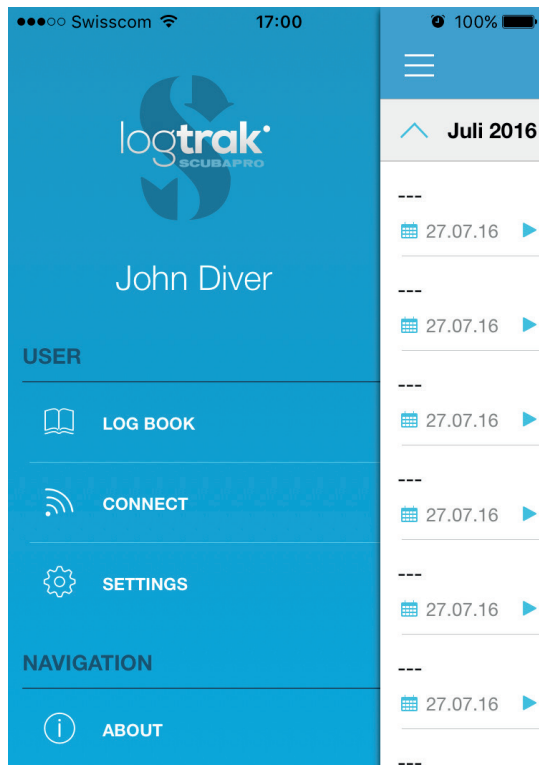 Swisscom 17:00 100%
logtrak
SCUBAPRO
John Diver
USER
LOG BOOK
CONNECT
SETTINGS
NAVIGATION
ABOUT
Juli 2016
---
27.07.16
---
27.07.16
---
27.07.16
---
27.07.16
---
27.07.16
---
27.07.16
---